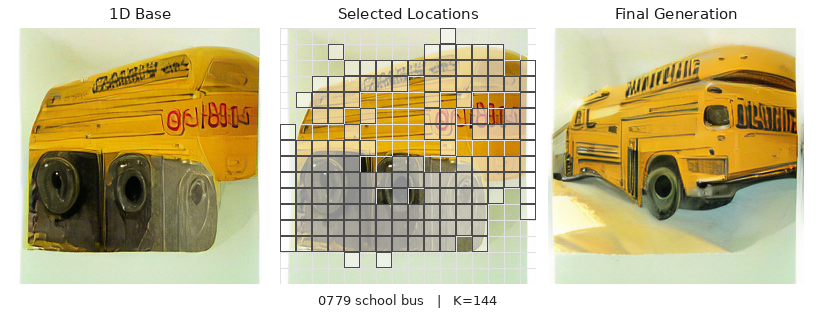 1D Base
Selected Locations
Final Generation
0779 school bus | K=144